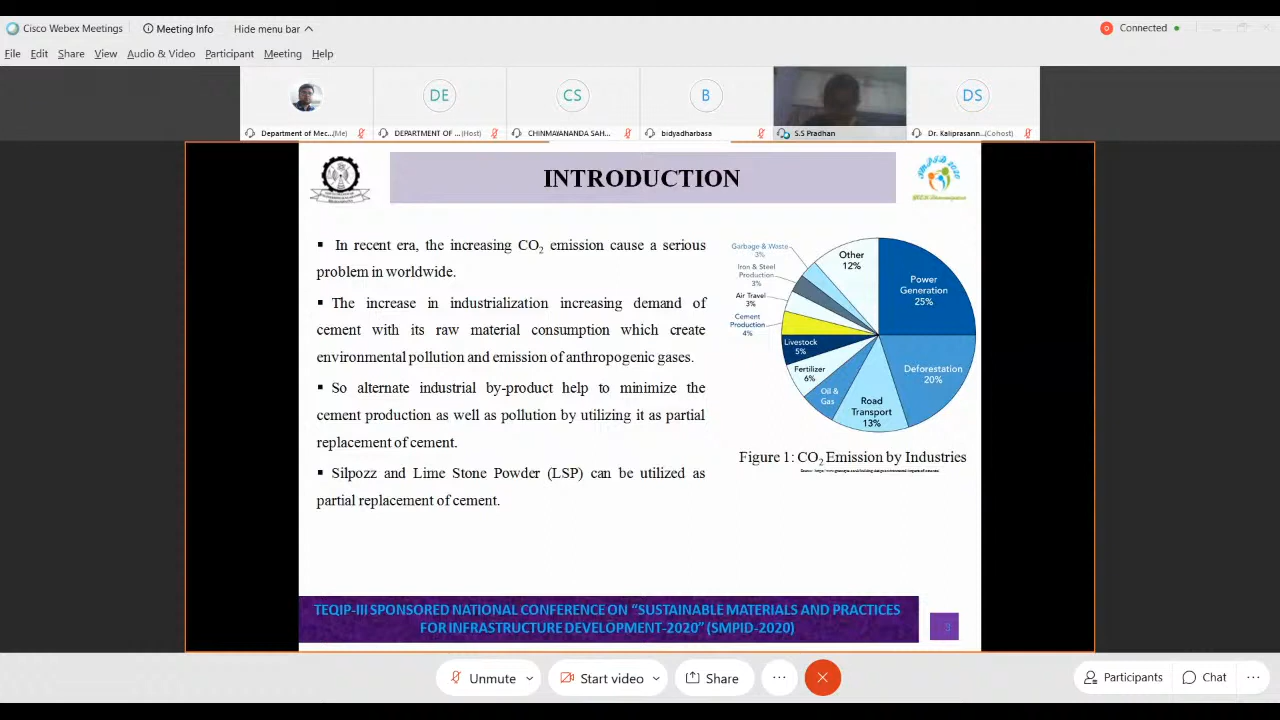 Cisco Webex Meetings
Meeting Info
Hide menu bar
Connected
File Edit Share View Audio & Video Participant Meeting Help
DE
CS
B
DS
Department of Mec... (Me)
DEPARTMENT OF ... (Host)
CHINMAYANANDA SAH...
bidyadharbasa
S.S Pradhan
Dr. Kaliprasann... (Cohost)
INTRODUCTION
SMPID 2020
▪ In recent era, the increasing CO2 emission cause a serious
problem in worldwide.
▪ The increase in industrialization increasing demand of
cement with its raw material consumption which create
environmental pollution and emission of anthropogenic gases.
▪ So alternate industrial by-product help to minimize the
cement production as well as pollution by utilizing it as partial
replacement of cement.
▪ Silpozz and Lime Stone Powder (LSP) can be utilized as
partial replacement of cement.
Garbage & Waste
3%
Iron & Steel
Production
3%
Air Travel
3%
Cement
Production
4%
Livestock
5%
Fertilizer
6%
Oil &
Gas
Road
Transport
13%
Deforestation
20%
Power
Generation
25%
Other
12%
Figure 1: CO2 Emission by Industries
TEQIP-III SPONSORED NATIONAL CONFERENCE ON “SUSTAINABLE MATERIALS AND PRACTICES
FOR INFRASTRUCTURE DEVELOPMENT-2020” (SMPID-2020)
3
Unmute
Start video
Share
Participants
Chat